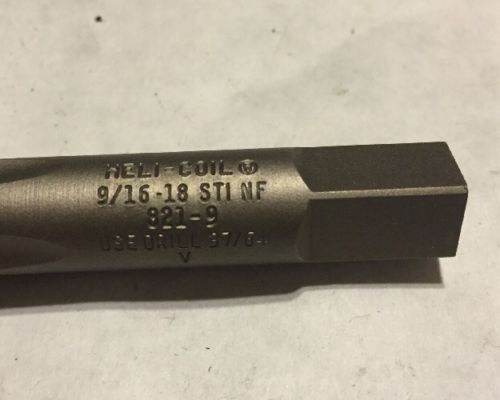 HELI-COIL ®
9/16-18 STI NF
821-9
USE DRILL 37/64
V